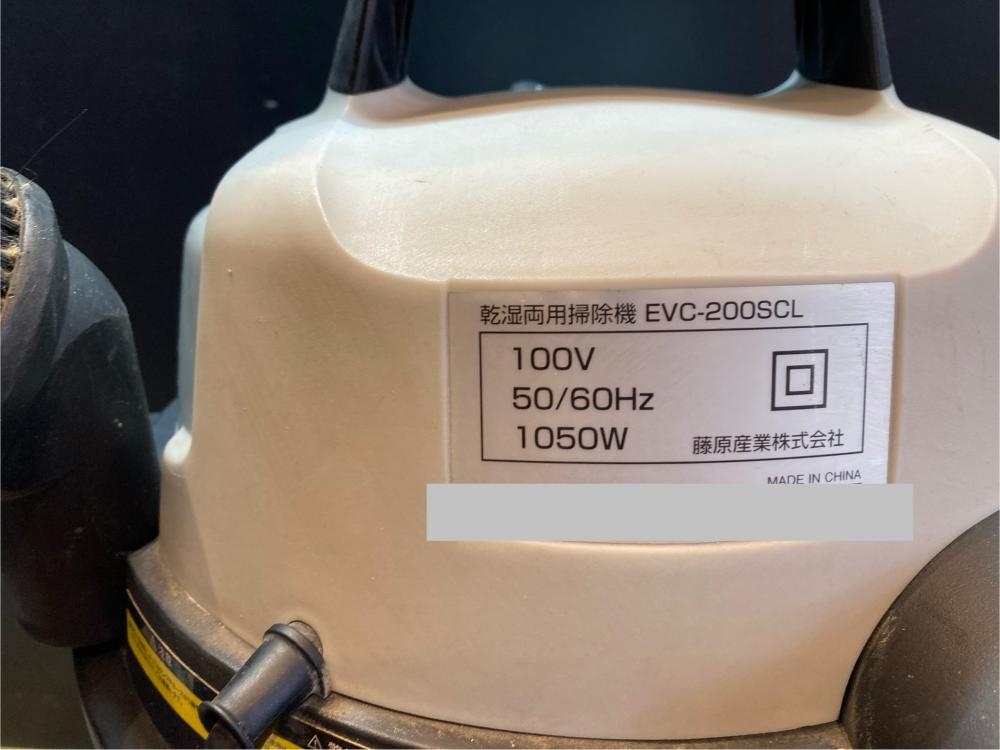 乾湿両用掃除機 EVC-200SCL
100V
50/60Hz
1050W
藤原産業株式会社
MADE IN CHINA